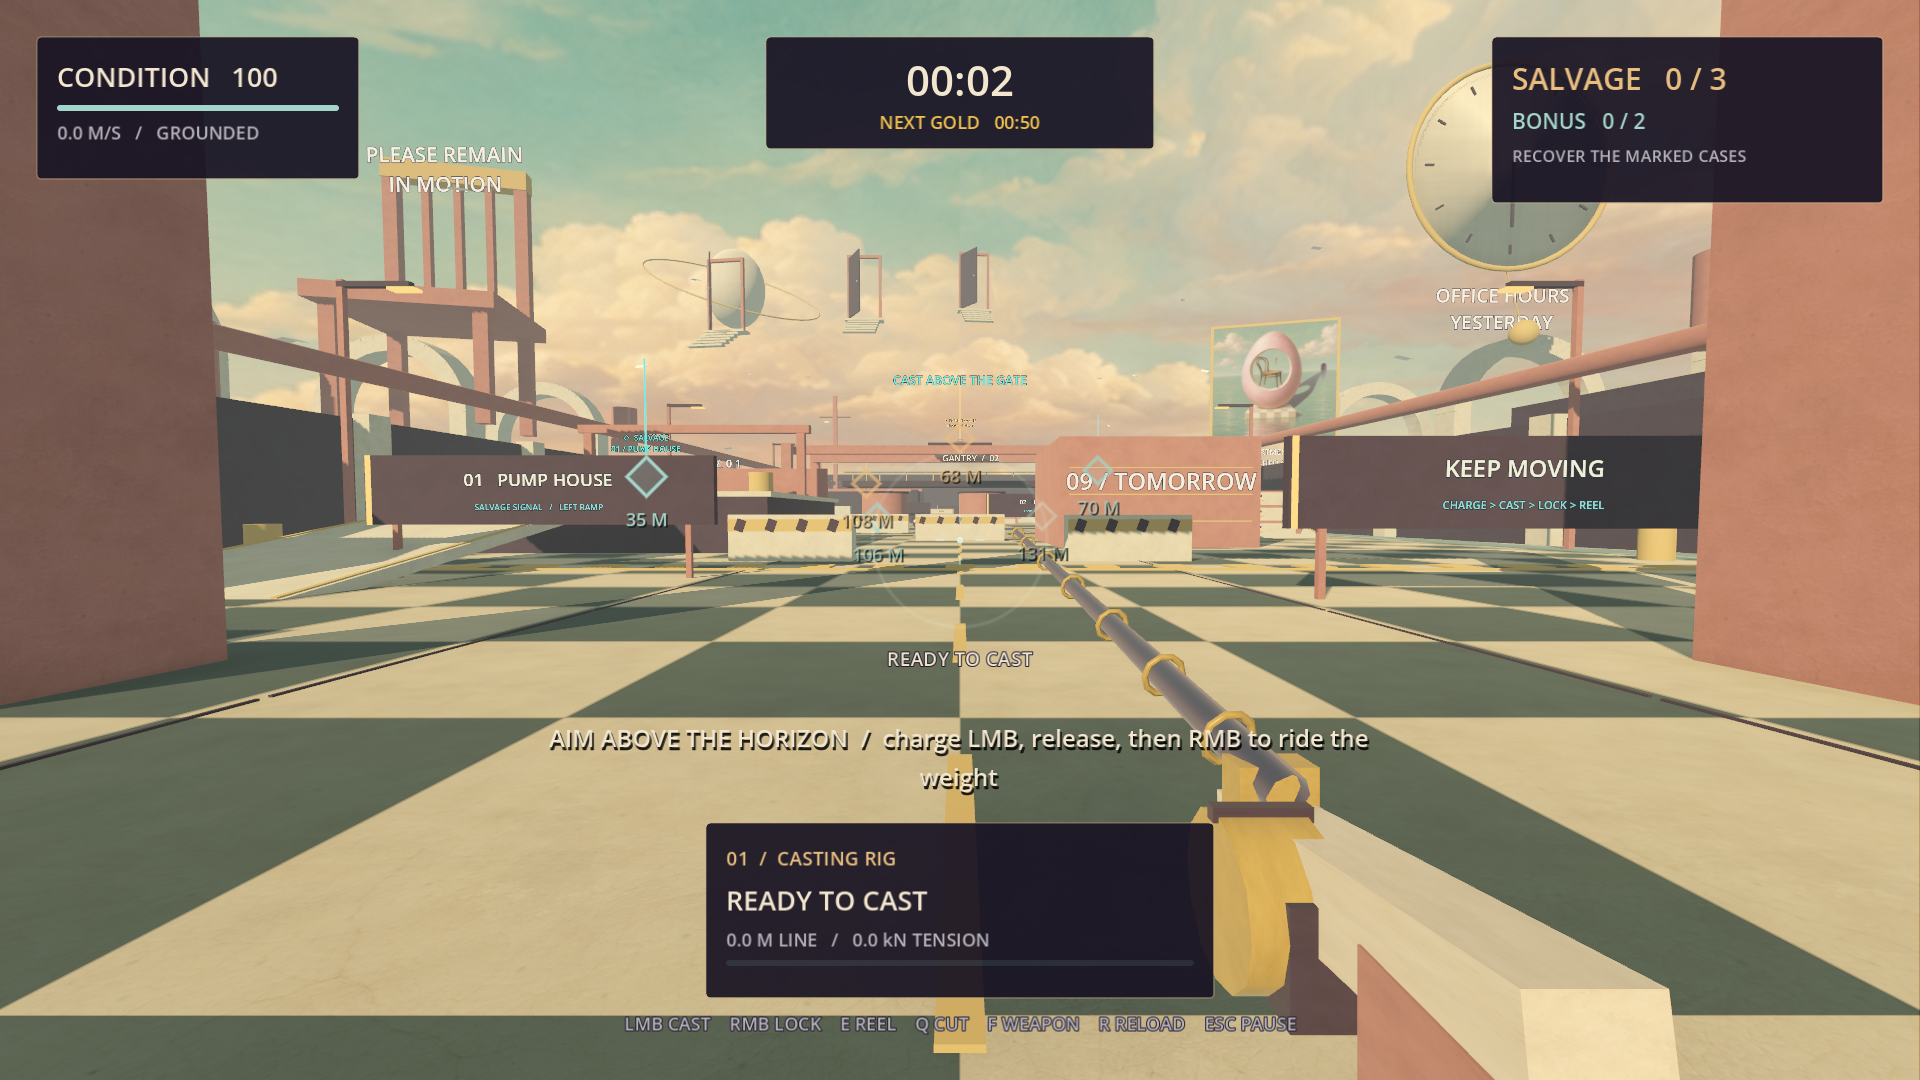 CONDITION 100
0.0 M/S / GROUNDED
00:02
NEXT GOLD 00:50
SALVAGE 0 / 3
BONUS 0 / 2
RECOVER THE MARKED CASES
PLEASE REMAIN
IN MOTION
OFFICE HOURS
YESTERDAY
CAST ABOVE THE GATE
SALVAGE
01 / PUMP HOUSE
GANTRY / 02
68 M
01 PUMP HOUSE
SALVAGE SIGNAL / LEFT RAMP
35 M
09 / TOMORROW
70 M
KEEP MOVING
CHARGE > CAST > LOCK > REEL
108 M
106 M
131 M
READY TO CAST
AIM ABOVE THE HORIZON / charge LMB, release, then RMB to ride the
weight
01 / CASTING RIG
READY TO CAST
0.0 M LINE / 0.0 kN TENSION
LMB CAST RMB LOCK E REEL Q CUT F WEAPON R RELOAD ESC PAUSE